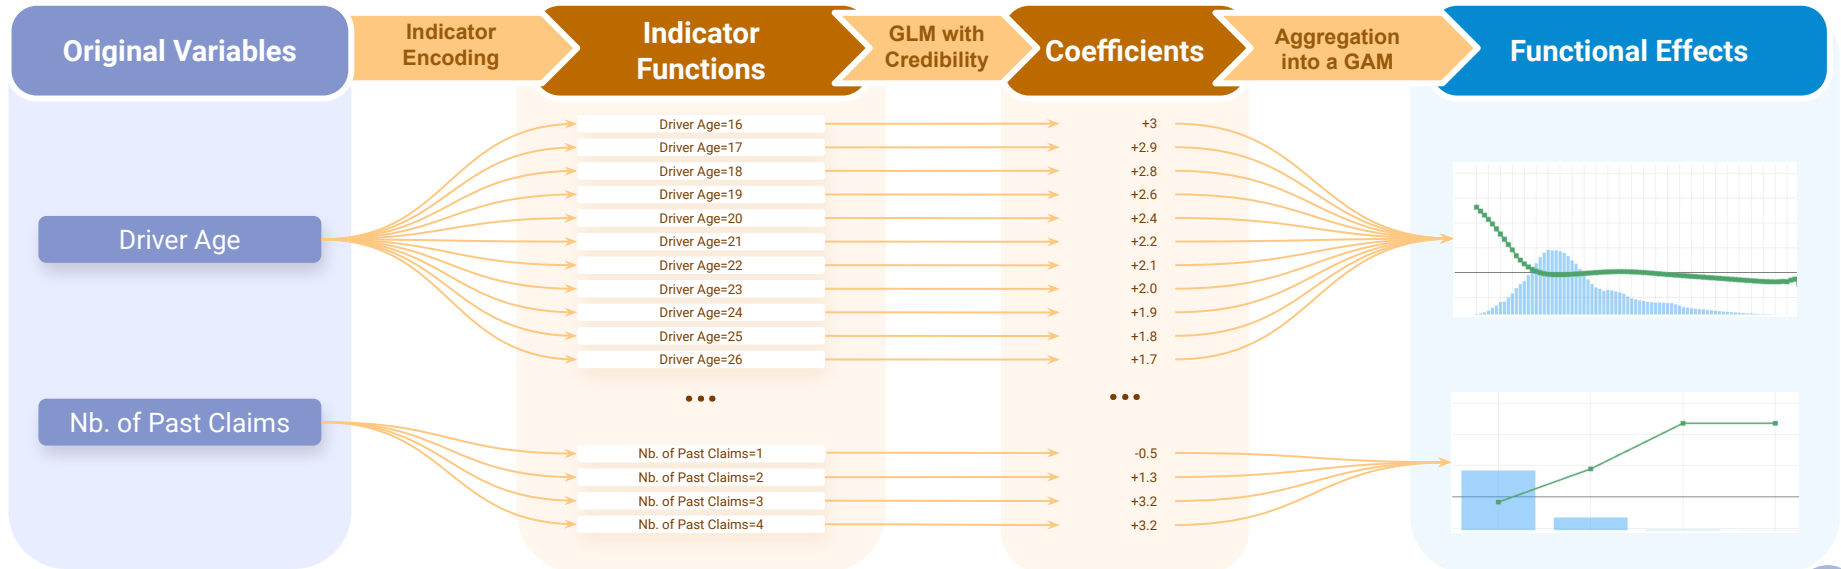 Original Variables
Indicator
Encoding
Indicator
Functions
GLM with
Credibility
Coefficients
Aggregation
into a GAM
Functional Effects
Driver Age
Nb. of Past Claims
Driver Age=16
Driver Age=17
Driver Age=18
Driver Age=19
Driver Age=20
Driver Age=21
Driver Age=22
Driver Age=23
Driver Age=24
Driver Age=25
Driver Age=26
...
Nb. of Past Claims=1
Nb. of Past Claims=2
Nb. of Past Claims=3
Nb. of Past Claims=4
+3
+2.9
+2.8
+2.6
+2.4
+2.2
+2.1
+2.0
+1.9
+1.8
+1.7
...
-0.5
+1.3
+3.2
+3.2